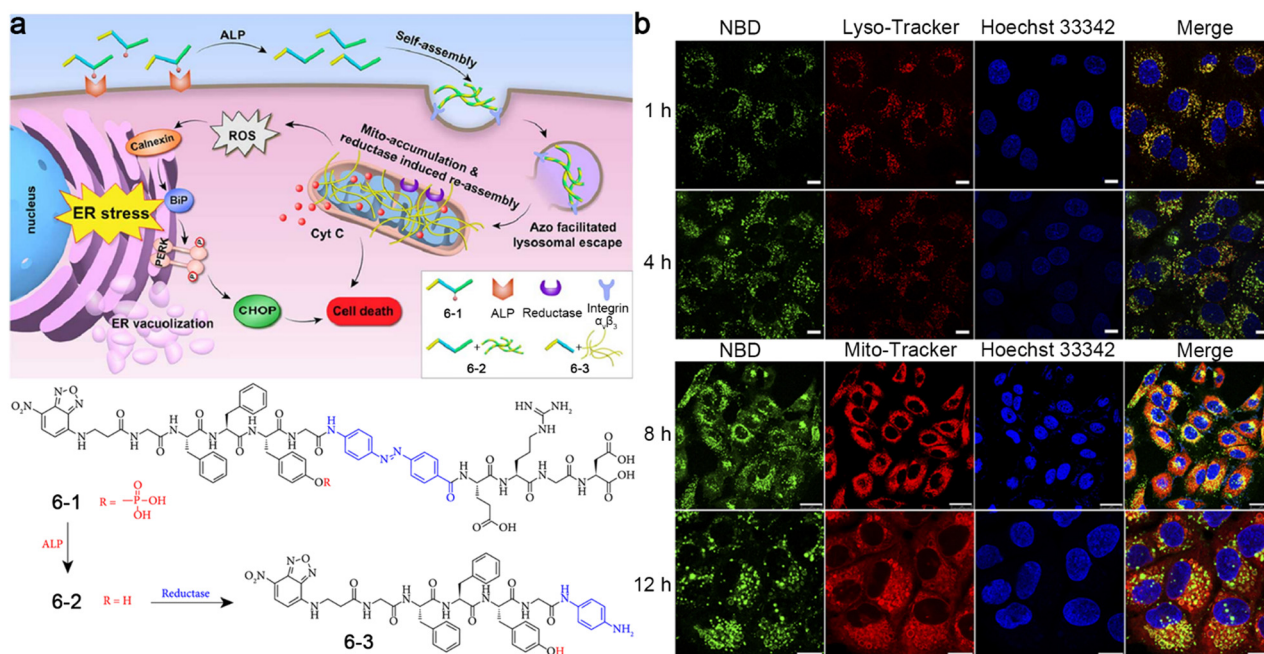 a
ALP
Self-assembly
Calnexin
ROS
Mito-accumulation &
reductase induced re-assembly
nucleus
ER stress
BiP
PERK
P
P
Cyt C
Azo facilitated
lysosomal escape
CHOP
Cell death
ER vacuolization
6-1
ALP
Reductase
Integrin
αvβ3
6-2
+
6-3
+
O2N
N
O
N
N
H
O
N
H
O
H
N
O
N
H
O
H
N
O
N
H
O
H
N
O
N=N
OR
O
N
H
OH
O
H
N
O
HN
NH
NH2
N
H
O
H
N
O
OH
O
OH
6-1
R =
O
P
OH
OH
ALP
6-2
R = H
Reductase
6-3
O2N
N
O
N
N
H
O
H
N
O
N
H
O
H
N
O
N
H
O
H
N
O
H
N
NH2
OH
b
NBD Lyso-Tracker Hoechst 33342 Merge
1 h
4 h
NBD Mito-Tracker Hoechst 33342 Merge
8 h
12 h